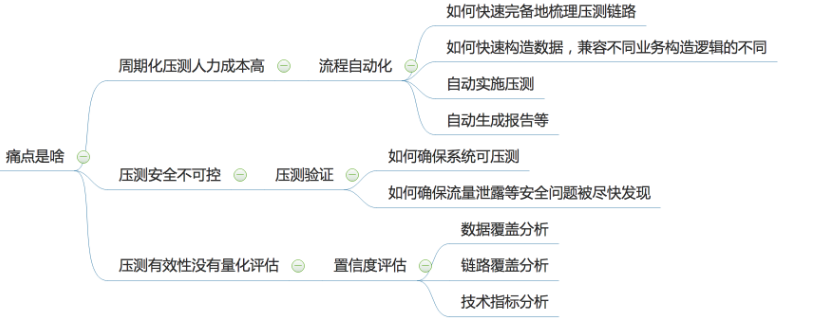 如何快速完备地梳理压测链路
如何快速构造数据，兼容不同业务构造逻辑的不同
周期化压测人力成本高
流程自动化
自动实施压测
自动生成报告等
痛点是啥
如何确保系统可压测
压测安全不可控
压测验证
如何确保流量泄露等安全问题被尽快发现
数据覆盖分析
压测有效性没有量化评估
置信度评估
链路覆盖分析
技术指标分析